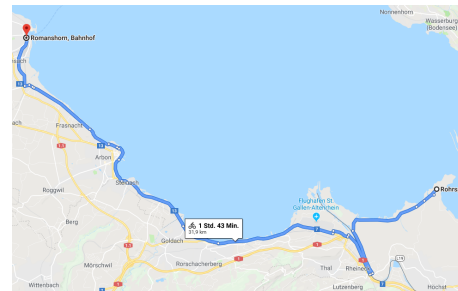 Nonnenhorn
Wasserburg
(Bodensee)
Romanshorn, Bahnhof
Frasnacht
Arbon
Steinach
Roggwil
Berg
1 Std. 43 Min.
31,9 km
Goldach
Mörschwil
Rorschacherberg
Flughafen St.
Gallen-Altenrhein
Rohrs
Thal
Rheineck
Lutzenberg
Höchst